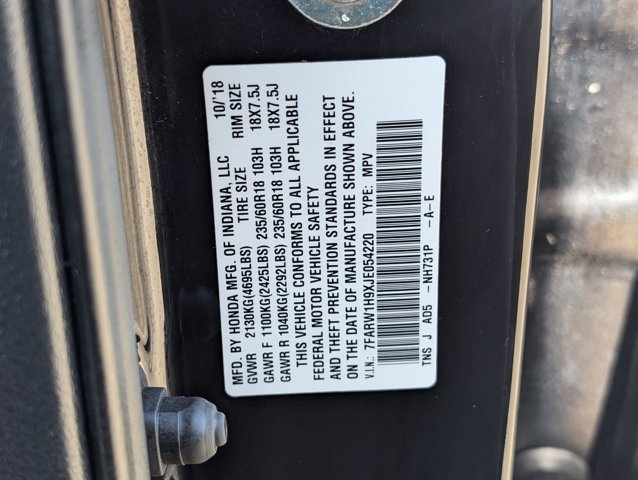 MFD. BY HONDA MFG. OF INDIANA, LLC 10/'18
GVWR 2130KG(4695LBS) TIRE SIZE RIM SIZE
GAWR F 1100KG(2425LBS) 235/60R18 103H 18X7.5J
GAWR R 1040KG(2292LBS) 235/60R18 103H 18X7.5J
THIS VEHICLE CONFORMS TO ALL APPLICABLE
FEDERAL MOTOR VEHICLE SAFETY
AND THEFT PREVENTION STANDARDS IN EFFECT
ON THE DATE OF MANUFACTURE SHOWN ABOVE.
V.I.N.: 7FARW1H9XJE054220 TYPE: MPV
TNS J AD5 -NH731P -A-E